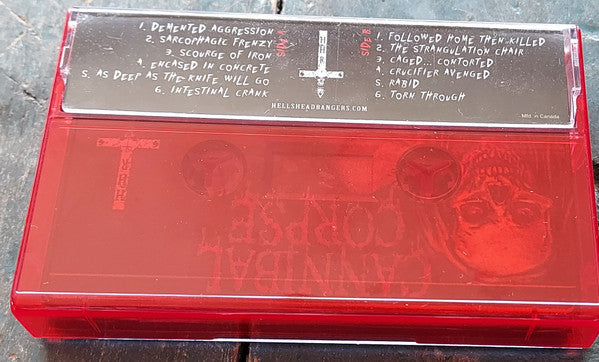 1. DEMENTED AGGRESSION
2. SARCOPHAGIC FRENZY
3. SCOURGE OF IRON
4. ENCASED IN CONCRETE
5. AS DEEP AS THE KNIFE WILL GO
6. INTESTINAL CRANK
SIDE A
HHR
SIDE B
1. FOLLOWED HOME THEN KILLED
2. THE STRANGULATION CHAIR
3. CAGED... CONTORTED
4. CRUCIFIER AVENGED
5. RABID
6. TORN THROUGH
HELLSHEADBANGERS.COM
Mfd. in Canada
CANNIBAL
CORPSE